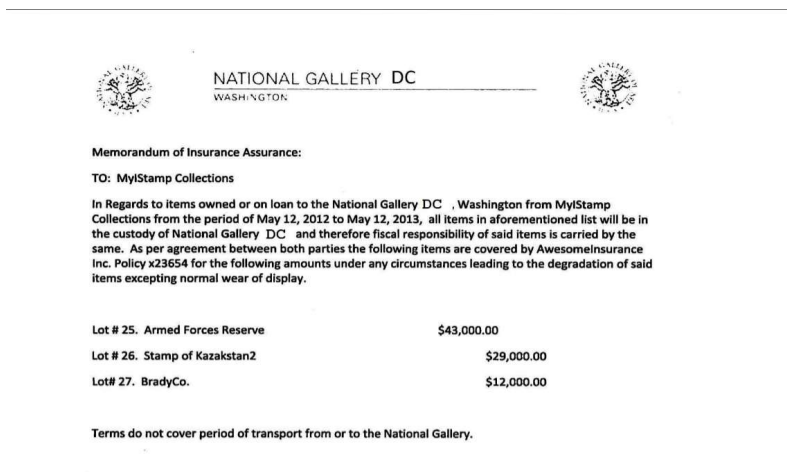 NATIONAL GALLERY DC
WASHINGTON
Memorandum of Insurance Assurance:
TO: MyIStamp Collections
In Regards to items owned or on loan to the National Gallery DC , Washington from MyIStamp
Collections from the period of May 12, 2012 to May 12, 2013, all items in aforementioned list will be in
the custody of National Gallery DC and therefore fiscal responsibility of said items is carried by the
same. As per agreement between both parties the following items are covered by AwesomeInsurance
Inc. Policy x23654 for the following amounts under any circumstances leading to the degradation of said
items excepting normal wear of display.
Lot # 25. Armed Forces Reserve $43,000.00
Lot # 26. Stamp of Kazakstan2 $29,000.00
Lot# 27. BradyCo. $12,000.00
Terms do not cover period of transport from or to the National Gallery.